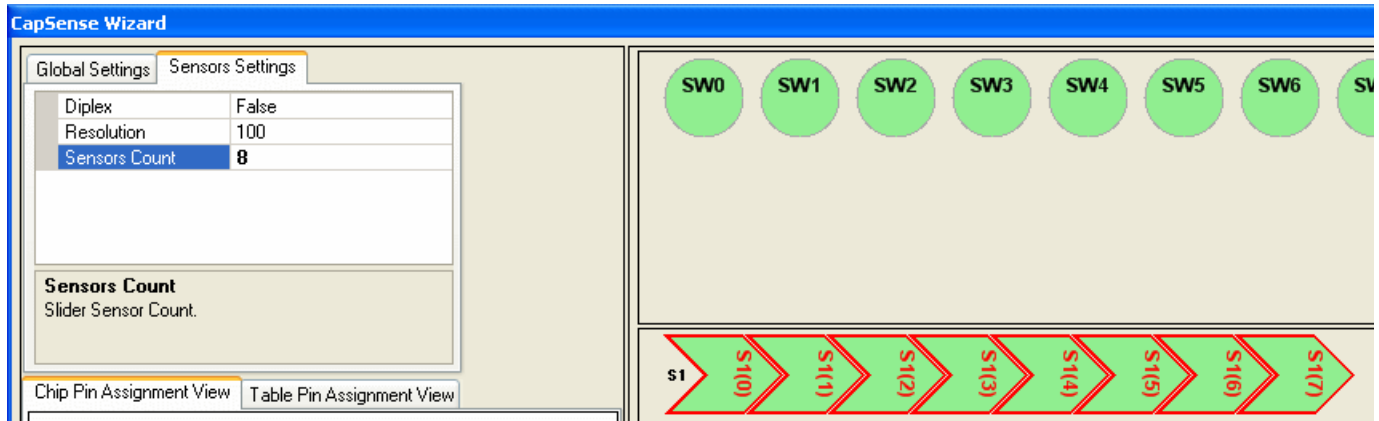 CapSense Wizard
Global Settings Sensors Settings
Diplex False
Resolution 100
Sensors Count 8
Sensors Count
Slider Sensor Count.
Chip Pin Assignment View Table Pin Assignment View
SW0 SW1 SW2 SW3 SW4 SW5 SW6
S1 S1(0) S1(1) S1(2) S1(3) S1(4) S1(5) S1(6) S1(7)